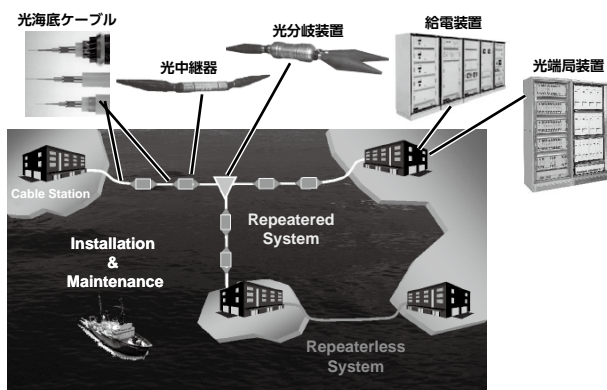 光海底ケーブル
光中継器
光分岐装置
給電装置
光端局装置
Cable Station
Repeatered
System
Installation
&
Maintenance
Repeaterless
System